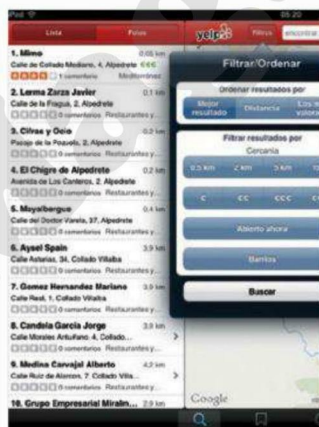 iPad
05:20
Lista
Fotos
yelp
Filtros
encontrar
1. Mimo
0,05 km
Calle de Collado Mediano, 4, Alpedrete €€€
1 comentario Mediterránea
2. Lerma Zarza Javier
0,1 km
Calle de la Fragua, 2, Alpedrete
0 comentarios Restaurantes y...
3. Cifras y Ocio
0,2 km
Pasaje de la Pozuela, 2, Alpedrete
0 comentarios Restaurantes y...
4. El Chigre de Alpedrete
0,2 km
Avenida de Los Canteros, 2, Alpedrete
0 comentarios Restaurantes y...
5. Mayalbergue
0,4 km
Calle del Doctor Varela, 37, Alpedrete
0 comentarios Restaurantes y...
6. Aysel Spain
3,9 km
Calle Asturias, 34, Collado Villalba
0 comentarios Restaurantes y...
7. Gomez Hernandez Mariano
3,9 km
Calle Real, 1, Collado Villalba
0 comentarios Restaurantes y...
8. Candela Garcia Jorge
3,9 km
Calle Morales Antuñano, 4, Collado...
0 comentarios Restaurantes y...
9. Medina Carvajal Alberto
4,2 km
Calle Ruiz de Alarcon, 7, Collado Villa...
0 comentarios Restaurantes y...
10. Grupo Empresarial Miralm...
2,9 km
Filtrar/Ordenar
Ordenar resultados por
Mejor resultado
Distancia
Los m
valora
Filtrar resultados por
Cercanía
0.5 km
2 km
5 km
€
€€
€€€
Abierto ahora
Barrios
Buscar
Google